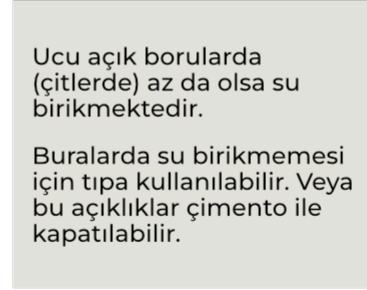 Ucu açık borularda
(çitlerde) az da olsa su
birikmektedir.
Buralarda su birikmemesi
için tıpa kullanılabilir. Veya
bu açıklıklar çimento ile
kapatılabilir.